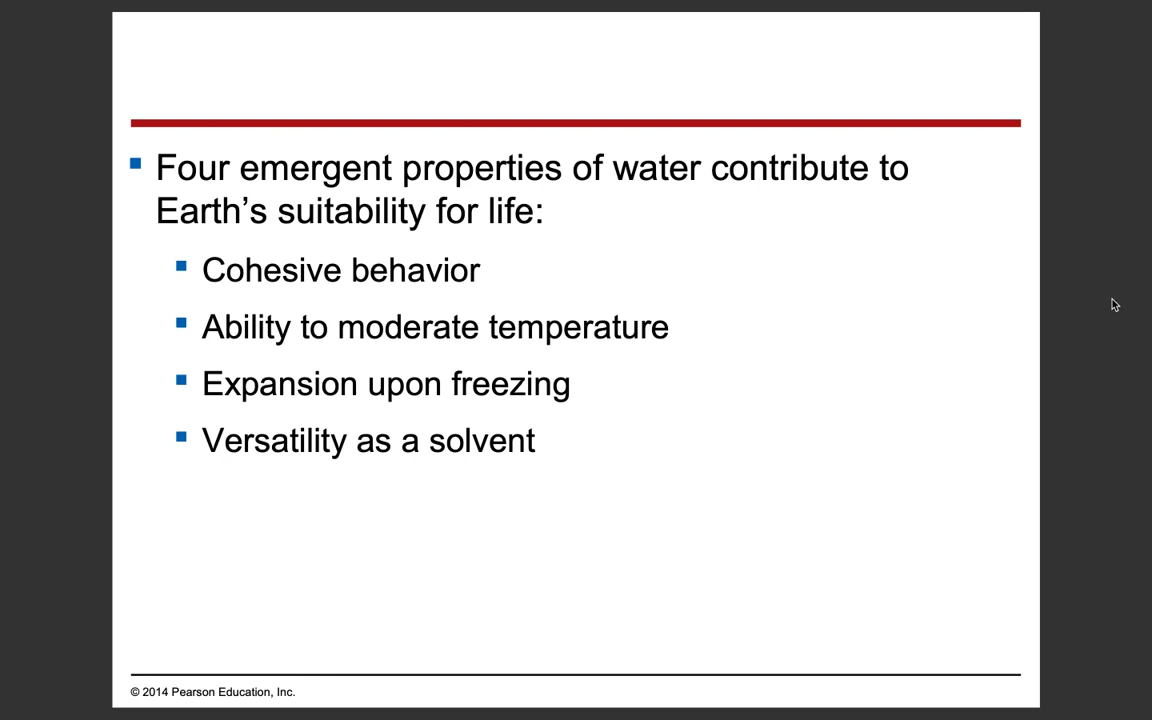 Four emergent properties of water contribute to
Earth’s suitability for life:
Cohesive behavior
Ability to moderate temperature
Expansion upon freezing
Versatility as a solvent
© 2014 Pearson Education, Inc.